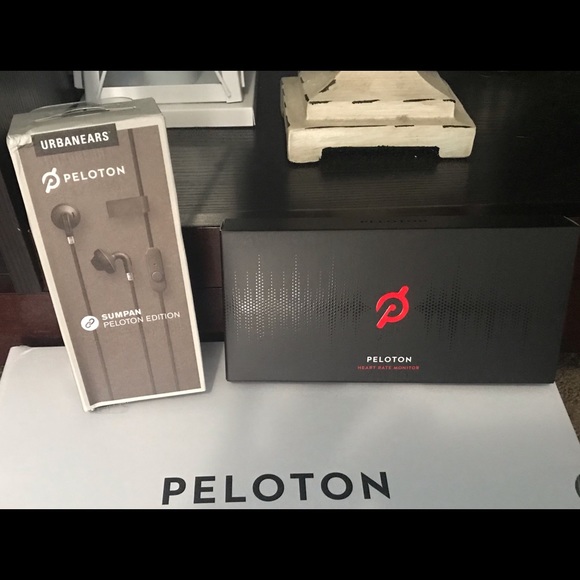 URBANEARS
PELOTON
SUMPAN
PELOTON EDITION
PELOTON
HEART RATE MONITOR
PELOTON